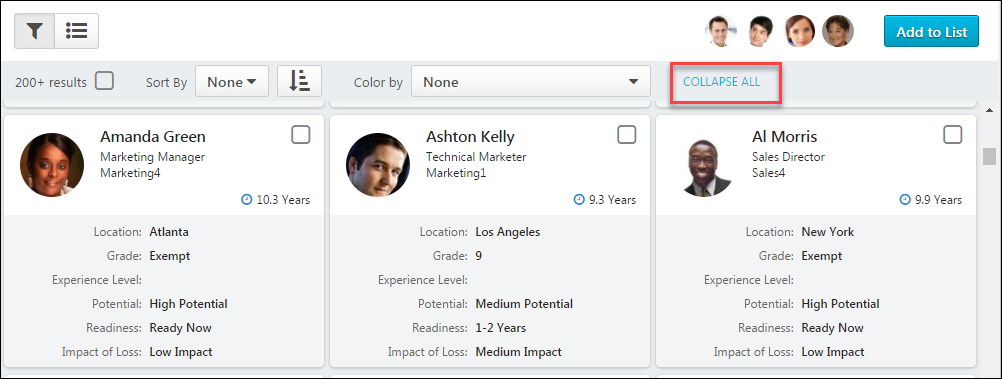 Add to List
200+ results Sort By None Color by None COLLAPSE ALL
Amanda Green
Marketing Manager
Marketing4
10.3 Years
Location: Atlanta
Grade: Exempt
Experience Level:
Potential: High Potential
Readiness: Ready Now
Impact of Loss: Low Impact
Ashton Kelly
Technical Marketer
Marketing1
9.3 Years
Location: Los Angeles
Grade: 9
Experience Level:
Potential: Medium Potential
Readiness: 1-2 Years
Impact of Loss: Medium Impact
Al Morris
Sales Director
Sales4
9.9 Years
Location: New York
Grade: Exempt
Experience Level:
Potential: High Potential
Readiness: Ready Now
Impact of Loss: Low Impact